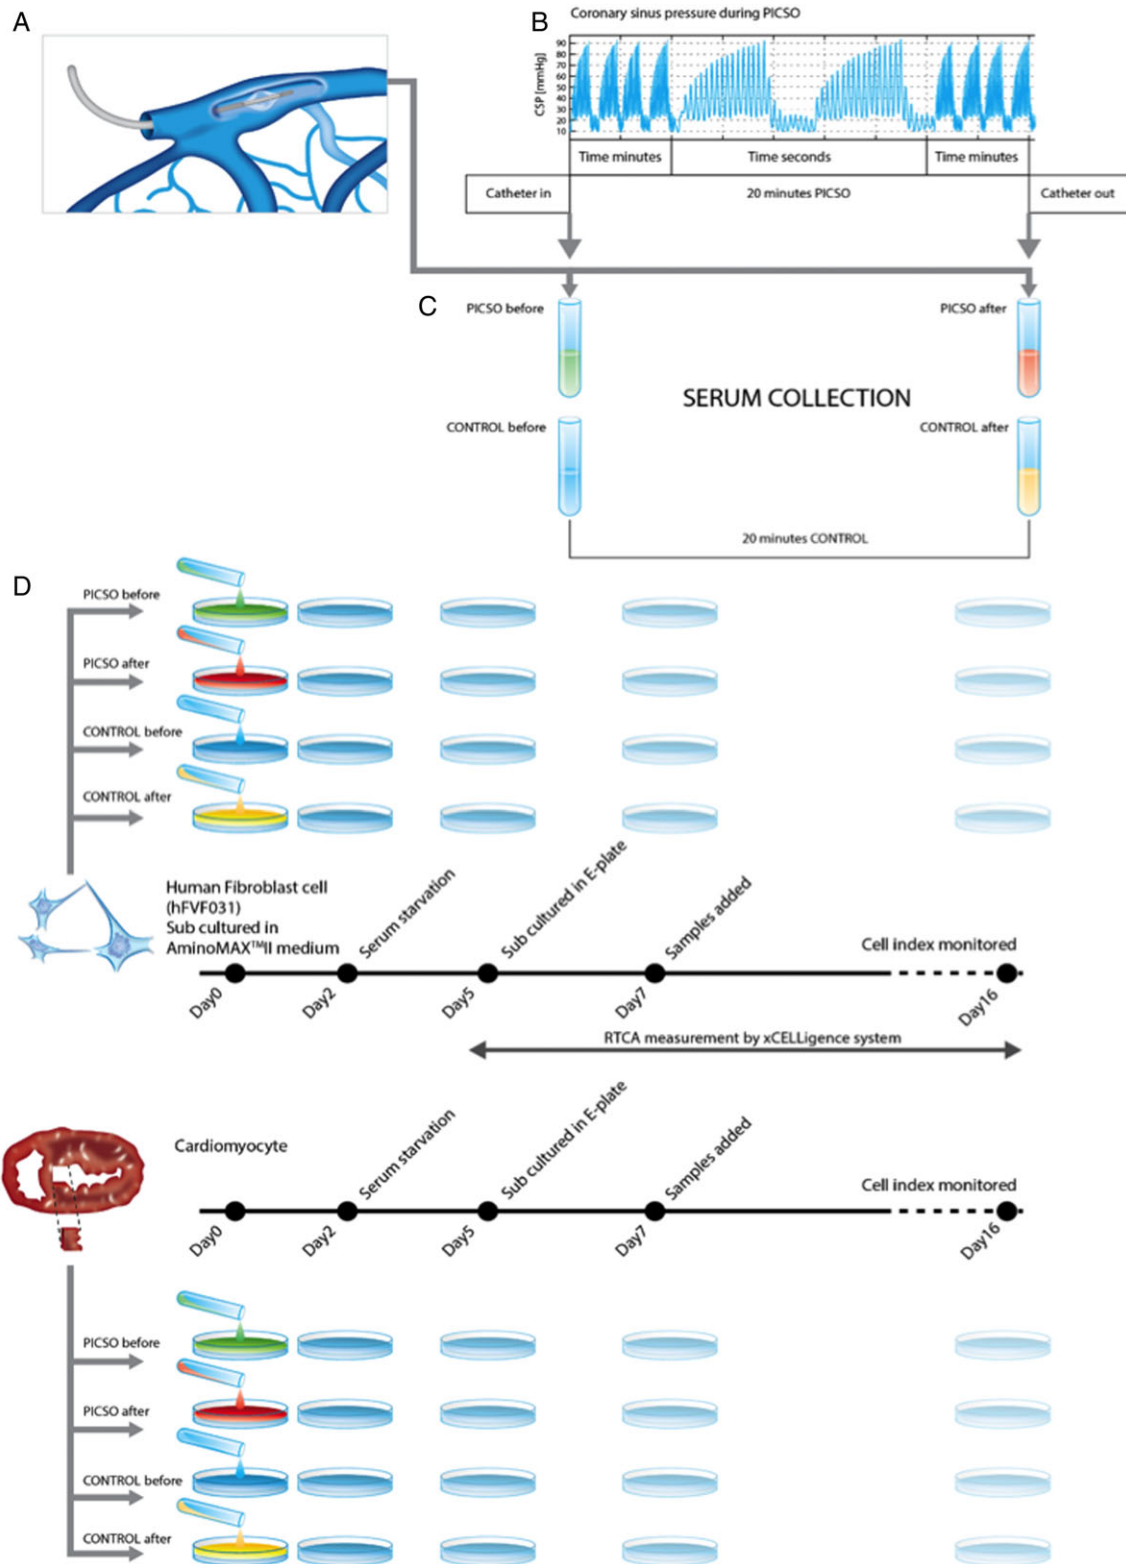 A
B
Coronary sinus pressure during PICSO
CSP [mmHg]
90
80
70
60
50
40
30
20
10
Time minutes
Time seconds
Time minutes
Catheter in
20 minutes PICSO
Catheter out
C
PICSO before
PICSO after
SERUM COLLECTION
CONTROL before
CONTROL after
20 minutes CONTROL
D
PICSO before
PICSO after
CONTROL before
CONTROL after
Human Fibroblast cell
(hFVF031)
Sub cultured in
AminoMAX™II medium
Serum starvation
Sub cultured in E-plate
Samples added
Cell index monitored
Day0
Day2
Day5
Day7
Day16
RTCA measurement by xCELLigence system
Cardiomyocyte
Serum starvation
Sub cultured in E-plate
Samples added
Cell index monitored
Day0
Day2
Day5
Day7
Day16
PICSO before
PICSO after
CONTROL before
CONTROL after